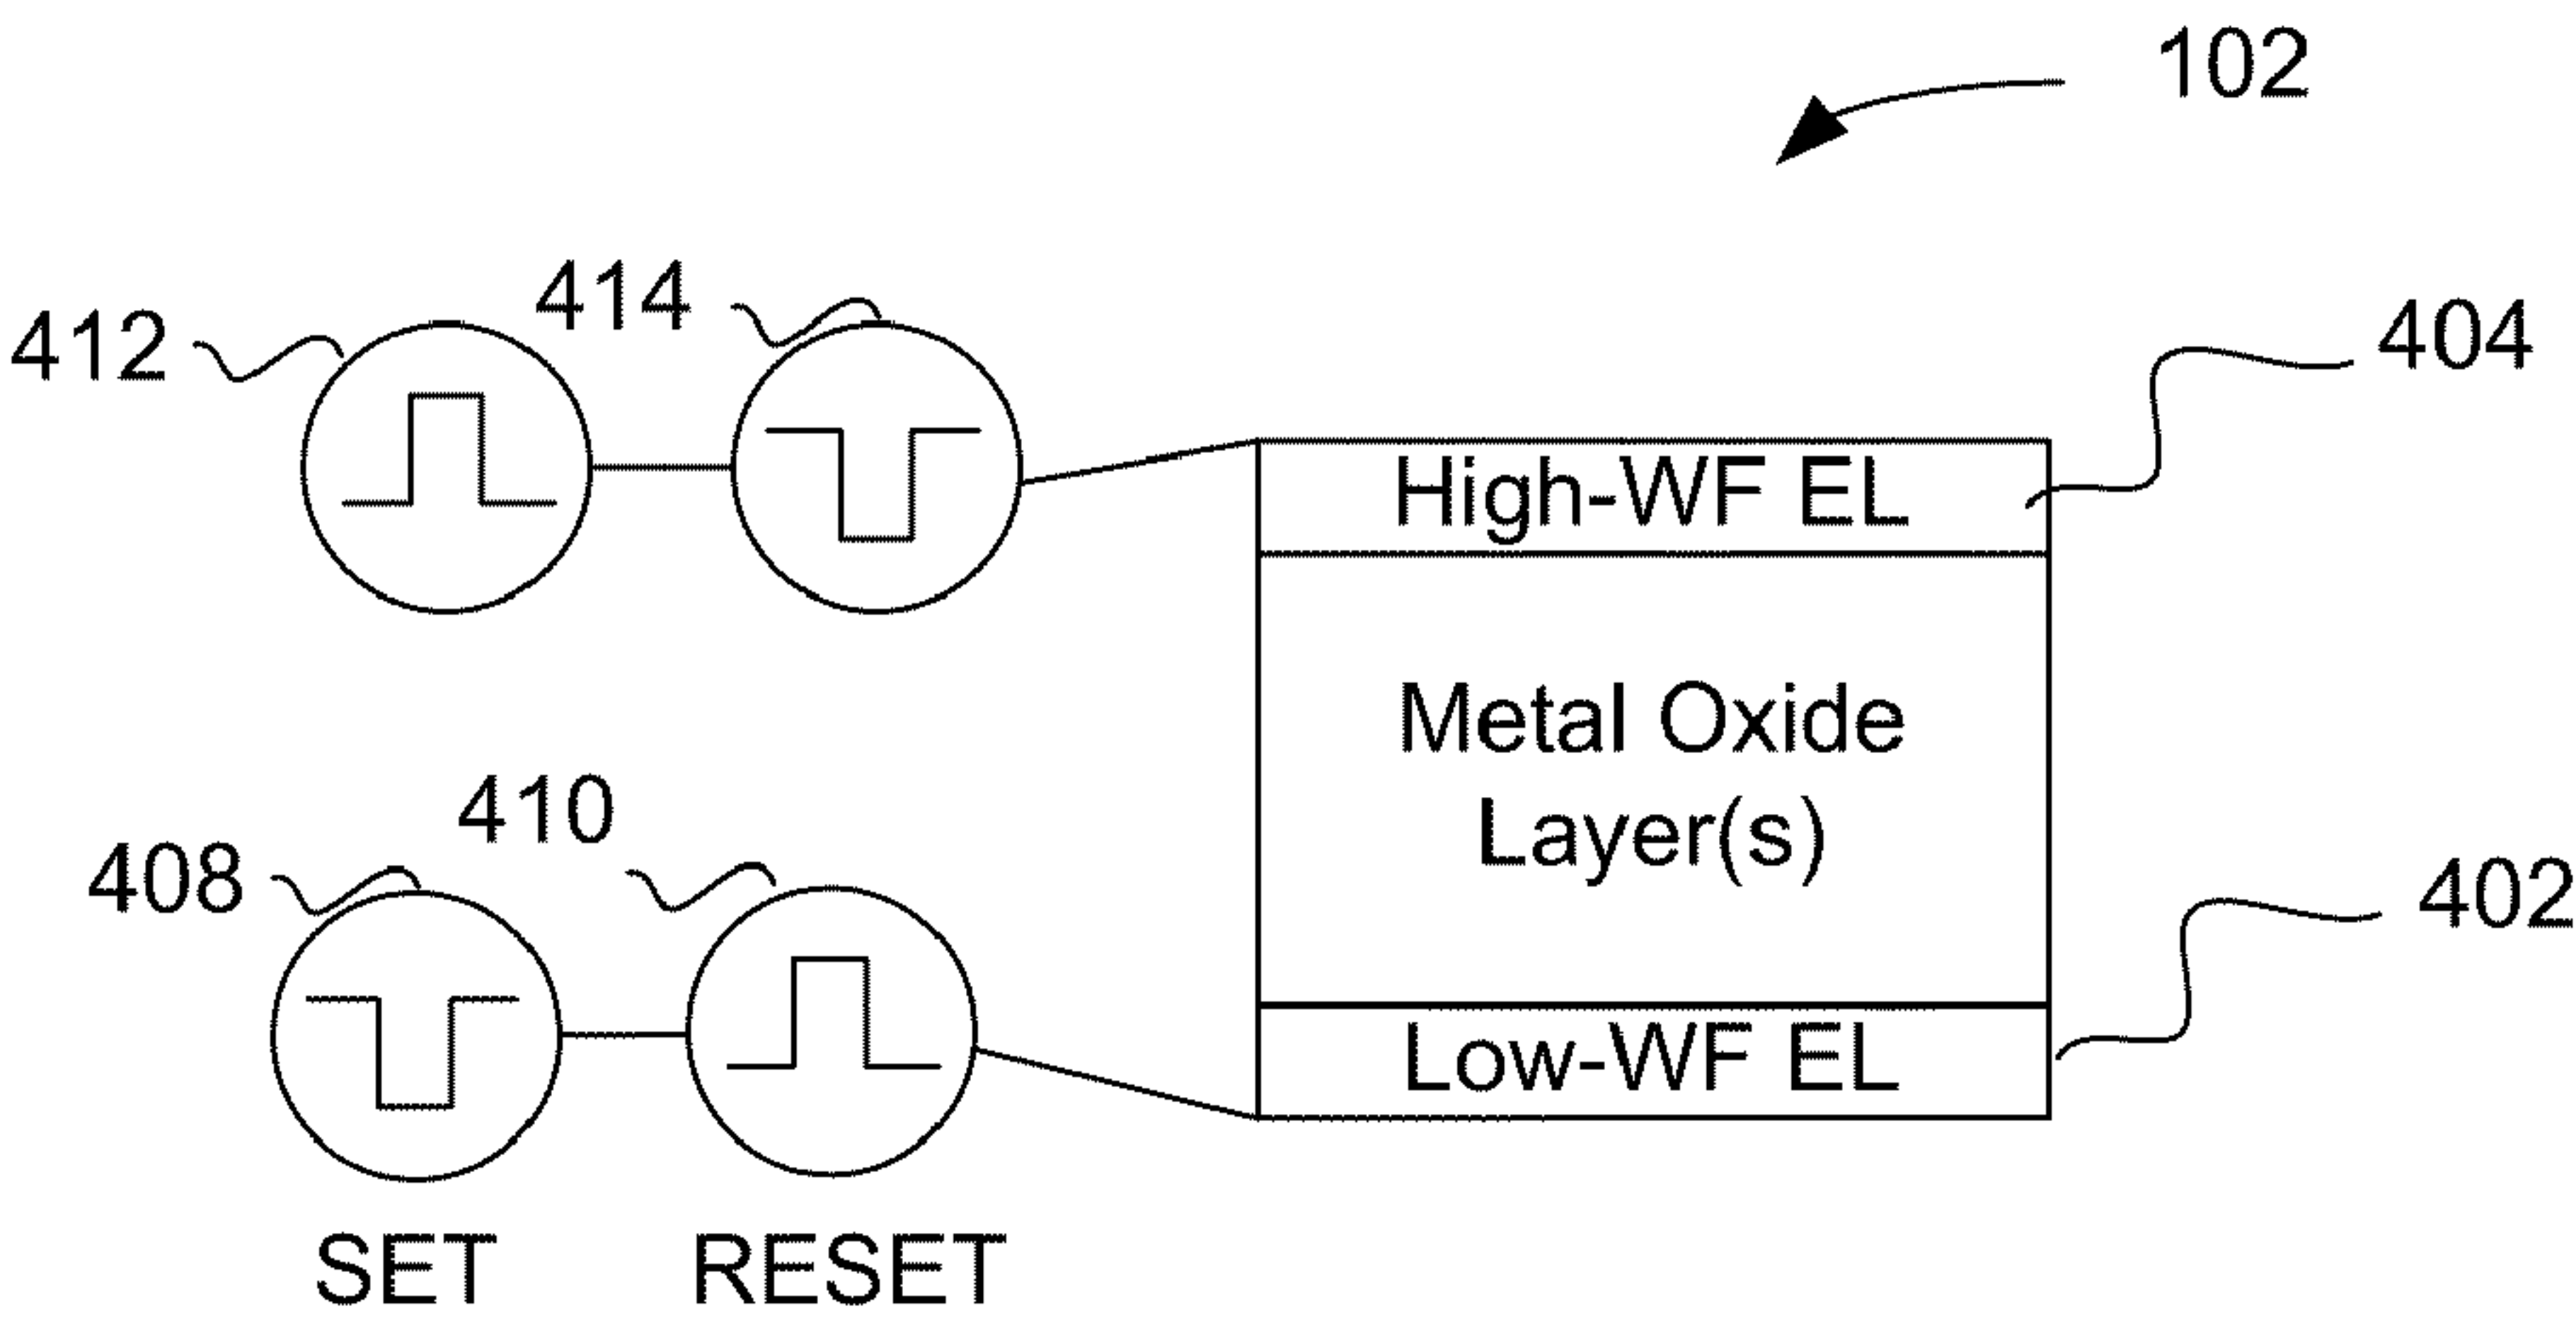 102
414
412
404
High-WF EL
Metal Oxide
Layer(s)
410
408
402
Low-WF EL
SET
RESET